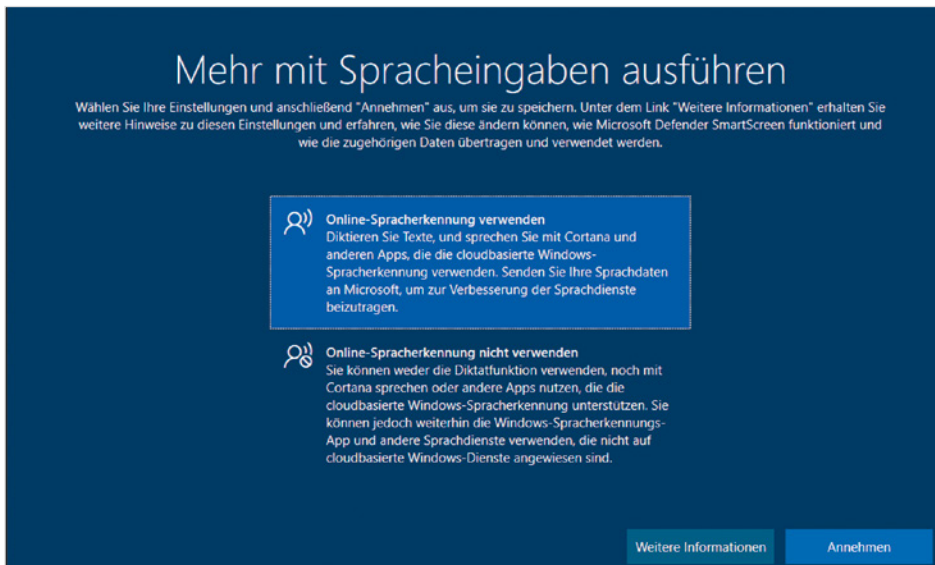 Mehr mit Spracheingaben ausführen
Wählen Sie Ihre Einstellungen und anschließend "Annehmen" aus, um sie zu speichern. Unter dem Link "Weitere Informationen" erhalten Sie
weitere Hinweise zu diesen Einstellungen und erfahren, wie Sie diese ändern können, wie Microsoft Defender SmartScreen funktioniert und
wie die zugehörigen Daten übertragen und verwendet werden.
Online-Spracherkennung verwenden
Diktieren Sie Texte, und sprechen Sie mit Cortana und
anderen Apps, die die cloudbasierte Windows-
Spracherkennung verwenden. Senden Sie Ihre Sprachdaten
an Microsoft, um zur Verbesserung der Sprachdienste
beizutragen.
Online-Spracherkennung nicht verwenden
Sie können weder die Diktatfunktion verwenden, noch mit
Cortana sprechen oder andere Apps nutzen, die die
cloudbasierte Windows-Spracherkennung unterstützen. Sie
können jedoch weiterhin die Windows-Spracherkennungs-
App und andere Sprachdienste verwenden, die nicht auf
cloudbasierte Windows-Dienste angewiesen sind.
Weitere Informationen
Annehmen